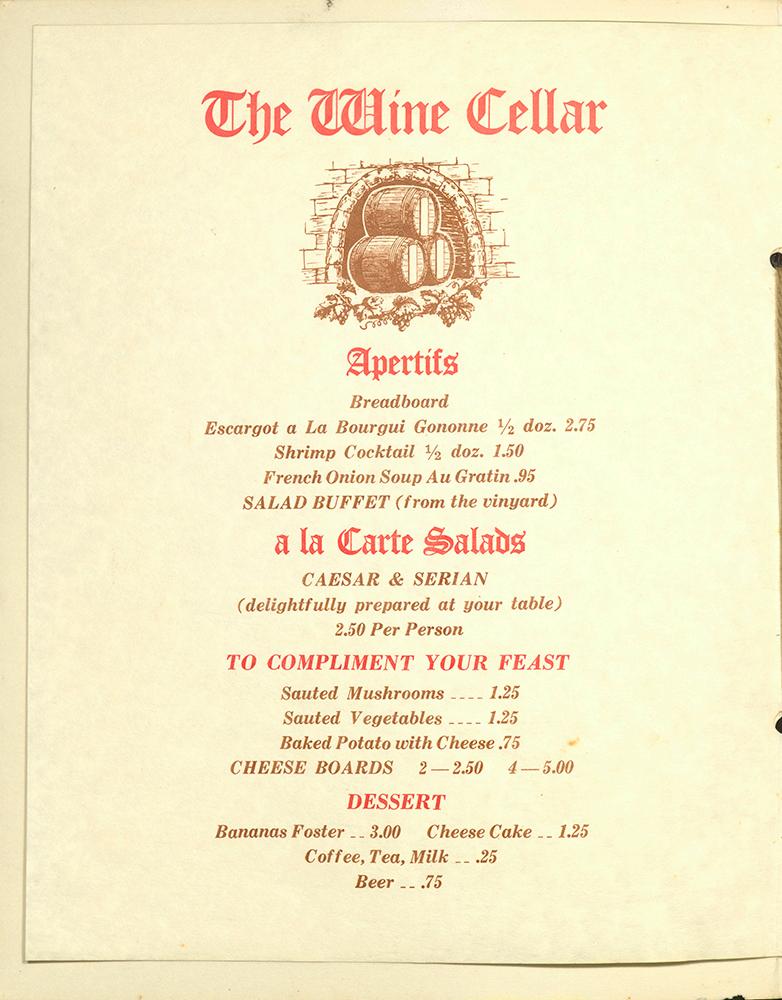 The Wine Cellar
Apertifs
Breadboard
Escargot a La Bourgui Gononne ½ doz. 2.75
Shrimp Cocktail ½ doz. 1.50
French Onion Soup Au Gratin .95
SALAD BUFFET (from the vinyard)
a la Carte Salads
CAESAR & SERIAN
(delightfully prepared at your table)
2.50 Per Person
TO COMPLIMENT YOUR FEAST
Sauted Mushrooms ---- 1.25
Sauted Vegetables ---- 1.25
Baked Potato with Cheese .75
CHEESE BOARDS 2—2.50 4—5.00
DESSERT
Bananas Foster -- 3.00 Cheese Cake -- 1.25
Coffee, Tea, Milk -- .25
Beer -- .75